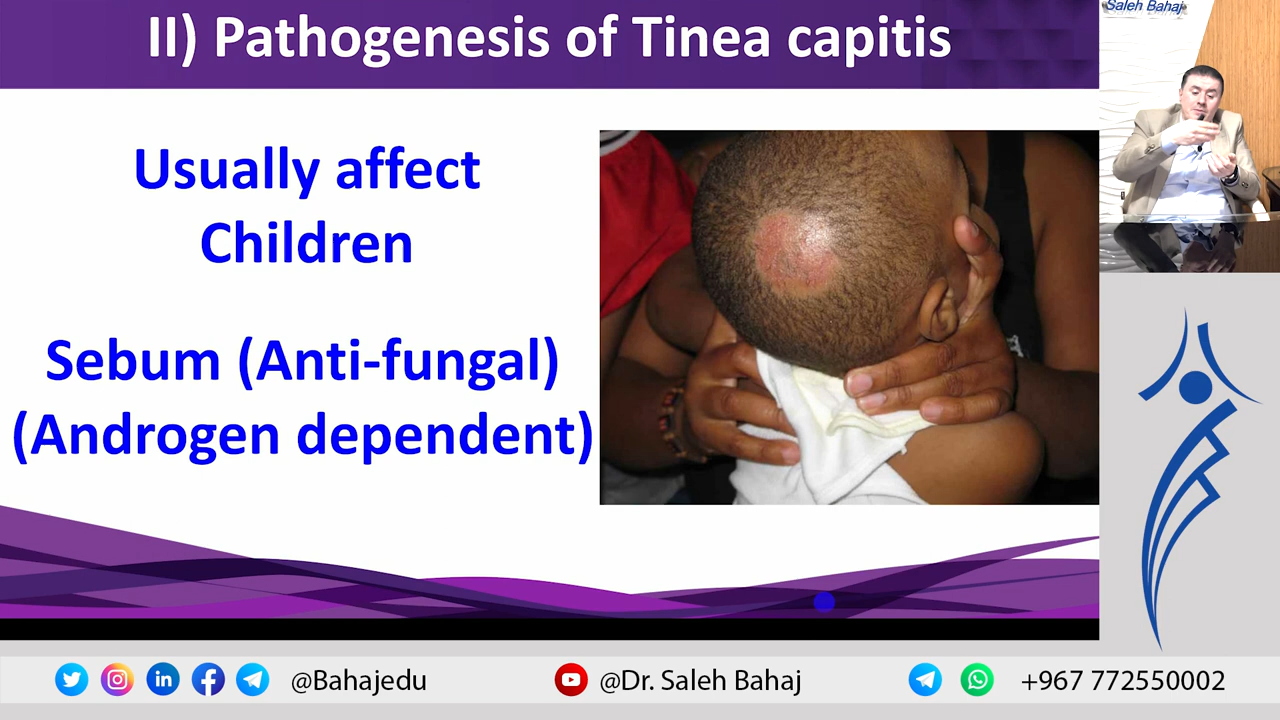 II) Pathogenesis of Tinea capitis
Saleh Bahaj
Usually affect
Children
Sebum (Anti-fungal)
(Androgen dependent)
@Bahajedu
@Dr. Saleh Bahaj
+967 772550002